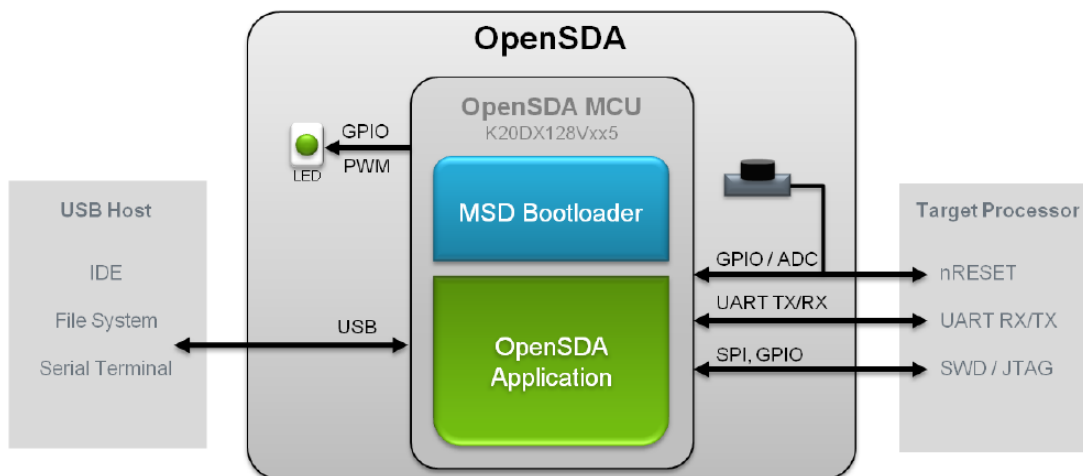 OpenSDA
OpenSDA MCU
K20DX128Vxx5
GPIO
PWM
LED
MSD Bootloader
USB Host
IDE
File System
Serial Terminal
USB
OpenSDA
Application
GPIO / ADC
UART TX/RX
SPI, GPIO
Target Processor
nRESET
UART RX/TX
SWD / JTAG